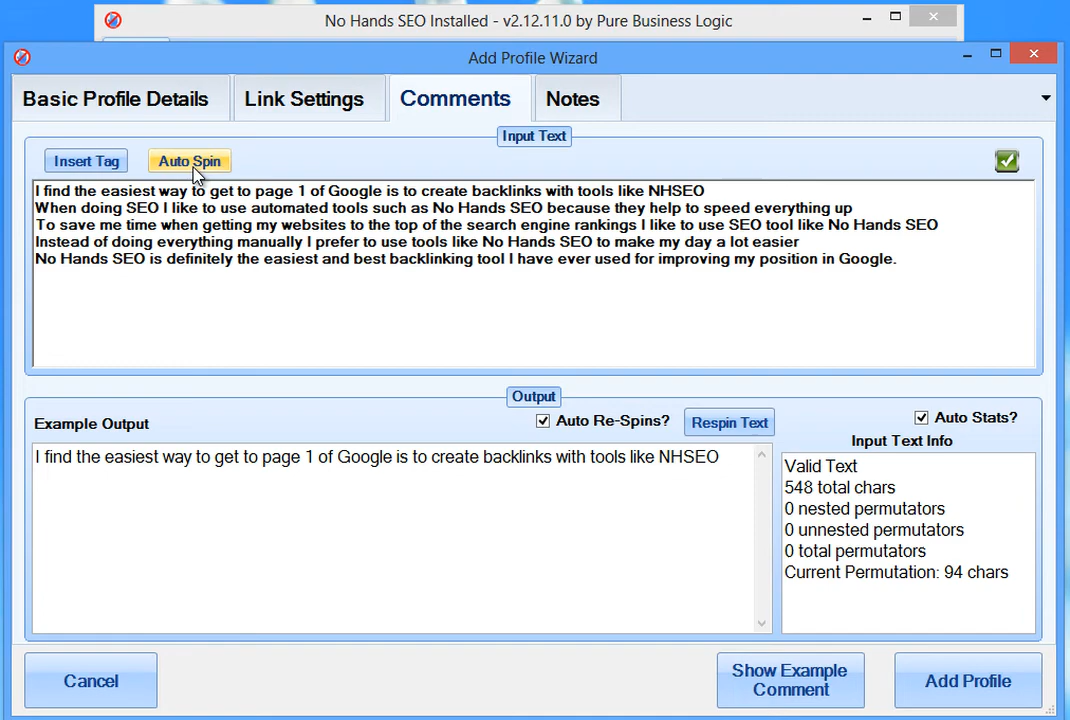 No Hands SEO Installed - v2.12.11.0 by Pure Business Logic
Add Profile Wizard
Basic Profile Details
Link Settings
Comments
Notes
Input Text
Insert Tag
Auto Spin
I find the easiest way to get to page 1 of Google is to create backlinks with tools like NHSEO
When doing SEO I like to use automated tools such as No Hands SEO because they help to speed everything up
To save me time when getting my websites to the top of the search engine rankings I like to use SEO tool like No Hands SEO
Instead of doing everything manually I prefer to use tools like No Hands SEO to make my day a lot easier
No Hands SEO is definitely the easiest and best backlinking tool I have ever used for improving my position in Google.
Output
Example Output
Auto Re-Spins?
Respin Text
Auto Stats?
Input Text Info
I find the easiest way to get to page 1 of Google is to create backlinks with tools like NHSEO
Valid Text
548 total chars
0 nested permutators
0 unnested permutators
0 total permutators
Current Permutation: 94 chars
Cancel
Show Example
Comment
Add Profile